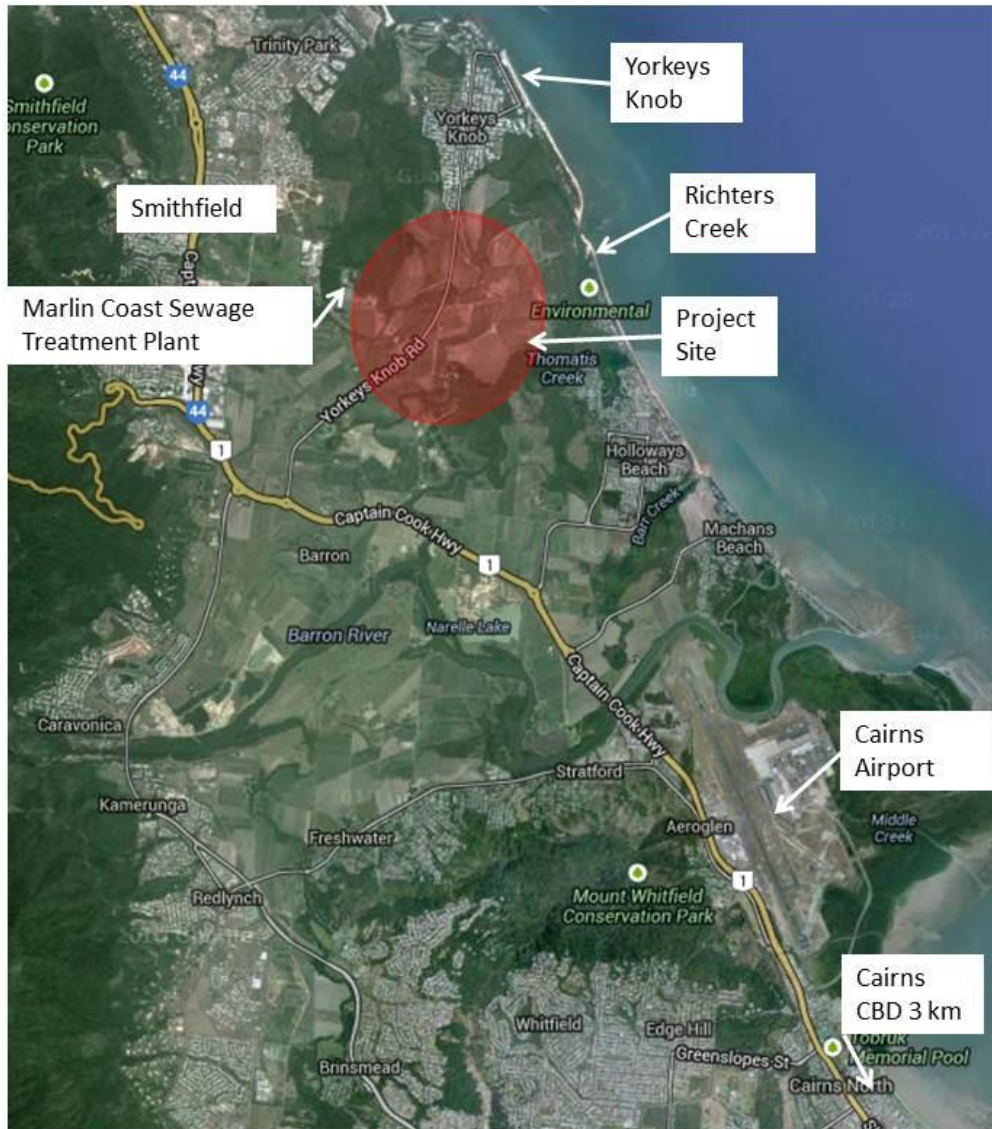 Trinity Park
44
Yorkeys
Knob
Smithfield
onservation
Park
Yorkeys
Knob
Smithfield
Richters
Creek
Capt
Marlin Coast Sewage
Treatment Plant
Environmental
Project
Site
Thomatis
Creek
Yorkeys Knob Rd
wy
44
1
Holloways
Beach
Captain Cook Hwy
Barr Creek
Machans
Beach
Barron
1
Barron River
Narelle Lake
Captain Cook Hwy
Caravonica
Cairns
Airport
Stratford
Kamerunga
Freshwater
Aeroglen
Middle
Creek
Redlynch
Mount Whitfield
Conservation Park
1
Cairns
CBD 3 km
Whitfield
Edge Hill
Tobruk
Memorial Pool
Greenslopes St
Brinsmead
Cairns North